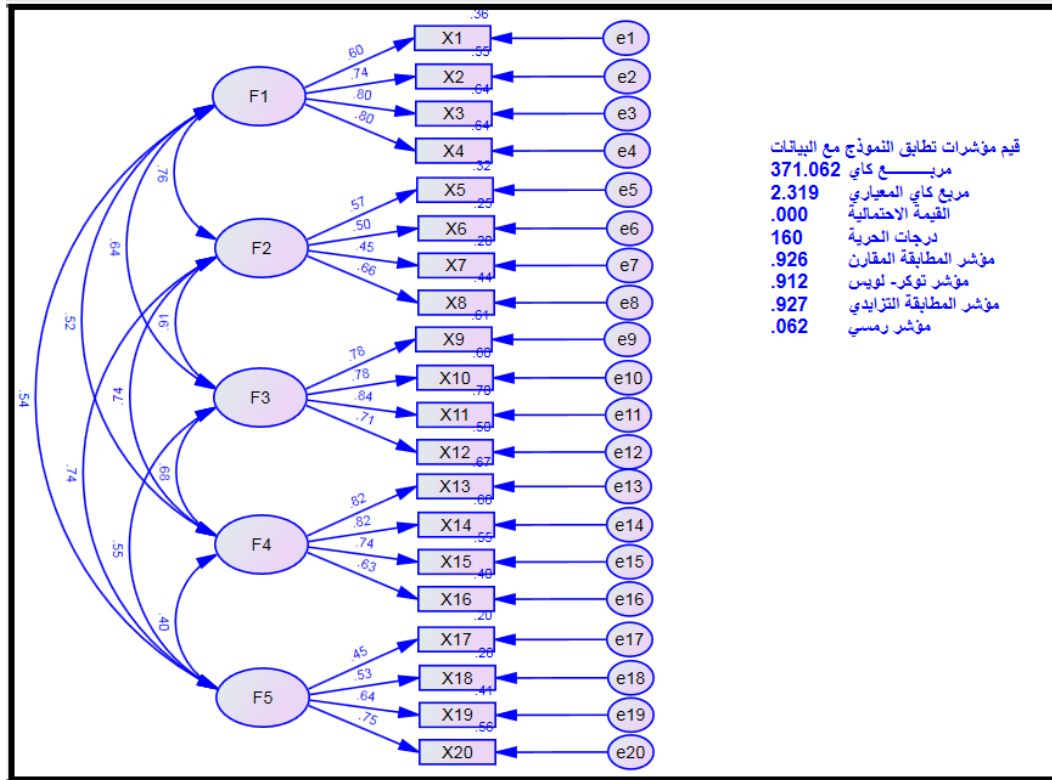 .36
X1
e1
.60
.55
X2
e2
.74
.64
X3
e3
.80
F1
.64
X4
e4
.80
.32
X5
e5
.57
.25
X6
e6
.50
.20
X7
e7
.45
F2
.44
X8
e8
.66
.61
X9
e9
.78
.60
X10
e10
.78
.70
X11
e11
.84
F3
.50
X12
e12
.71
.67
X13
e13
.82
.66
X14
e14
.82
.55
X15
e15
.74
F4
.40
X16
e16
.63
.20
X17
e17
.45
.28
X18
e18
.53
.41
X19
e19
.64
F5
.56
X20
e20
.75
.76
.64
.52
.54
.91
.74
.74
.68
.55
.40
قيم مؤشرات تطابق النموذج مع البيانات
مربـــــــع كاي 371.062
مربع كاي المعياري 2.319
القيمة الاحتمالية .000
درجات الحرية 160
مؤشر المطابقة المقارن .926
مؤشر توكر- لويس .912
مؤشر المطابقة التزايدي .927
مؤشر رمسي .062